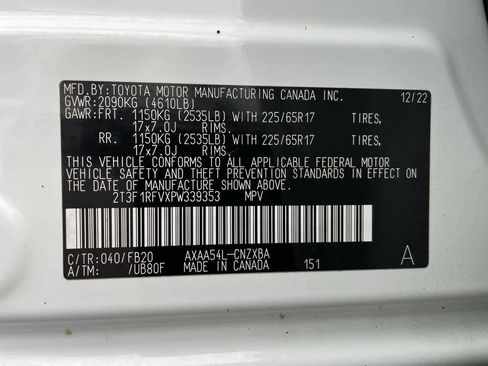 MFD.BY:TOYOTA MOTOR MANUFACTURING CANADA INC. 12/22
GVWR:2090KG (4610LB)
GAWR:FRT. 1150KG (2535LB) WITH 225/65R17 TIRES,
17x7.0J RIMS.
RR. 1150KG (2535LB) WITH 225/65R17 TIRES,
17x7.0J RIMS.
THIS VEHICLE CONFORMS TO ALL APPLICABLE FEDERAL MOTOR
VEHICLE SAFETY AND THEFT PREVENTION STANDARDS IN EFFECT
ON THE DATE OF MANUFACTURE SHOWN ABOVE.
2T3F1RFVXPW339353 MPV
C/TR:040/FB20 AXAA54L-CNZXBA
A/TM: /UB80F MADE IN CANADA 151 A